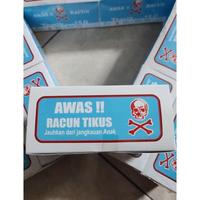 AWAS !!
RACUN TIKUS
Jauhkan dari jangkauan Anak